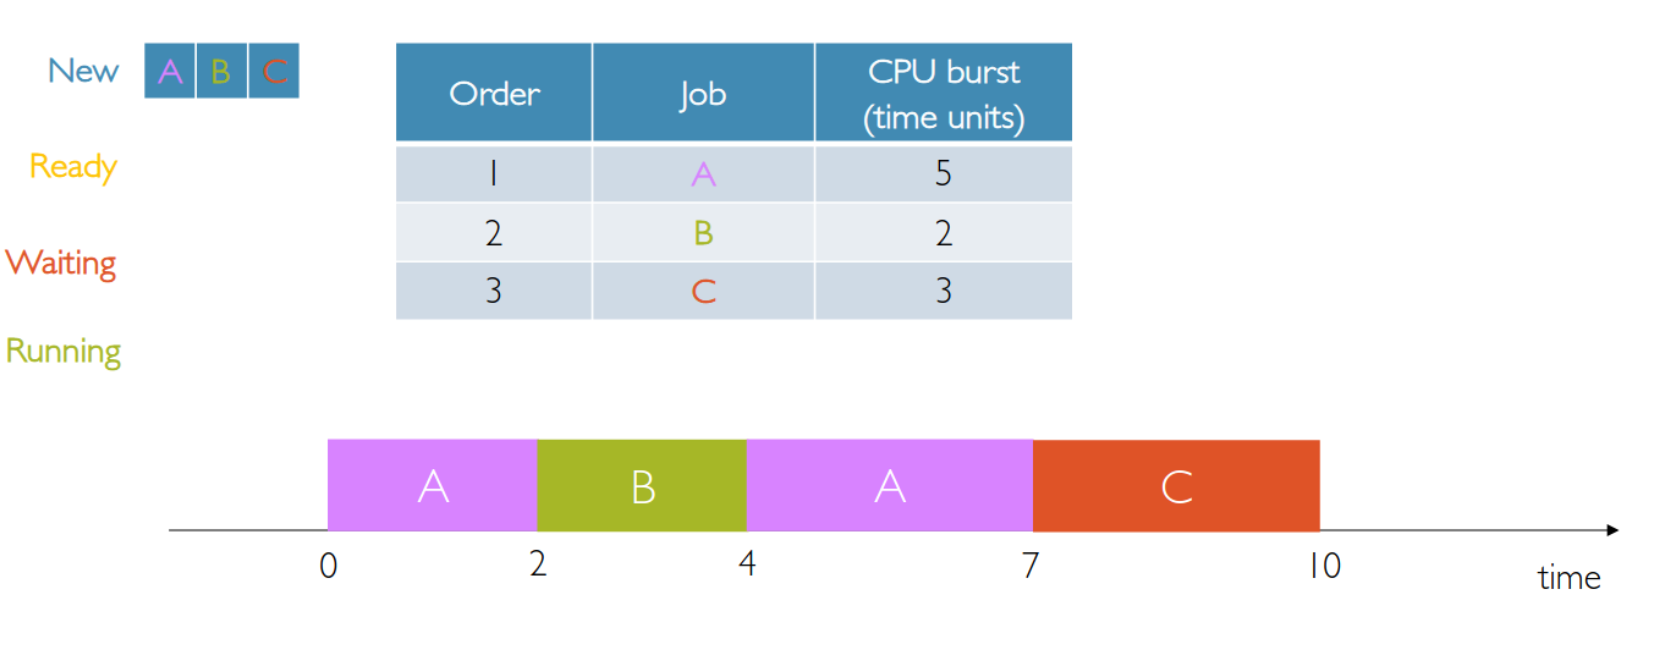 New A B C
Order Job CPU burst
(time units)
Ready
1 A 5
2 B 2
Waiting
3 C 3
Running
A B A C
0 2 4 7 10
time